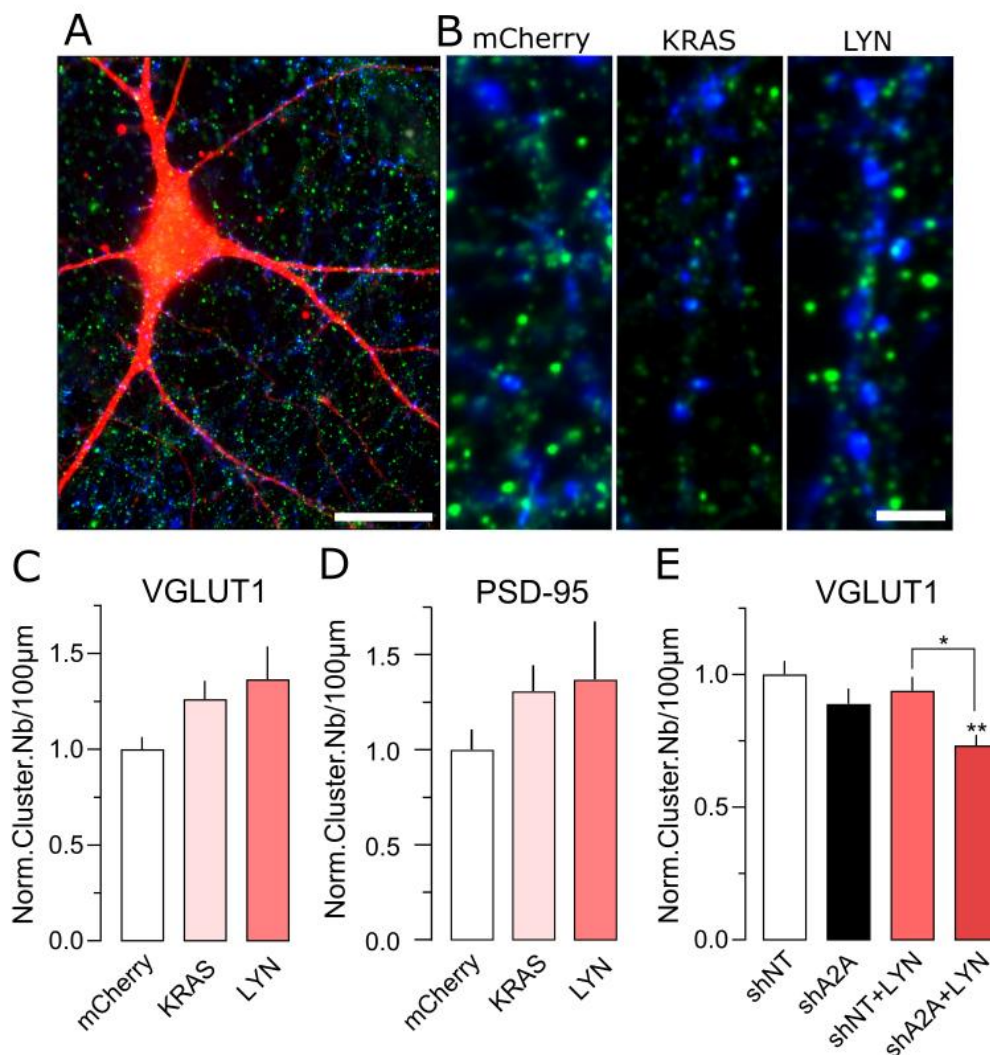 A
B
mCherry
KRAS
LYN
C
VGLUT1
Norm.Cluster.Nb/100µm
1.5
1.0
0.5
0.0
mCherry
KRAS
LYN
D
PSD-95
Norm.Cluster.Nb/100µm
1.5
1.0
0.5
0.0
mCherry
KRAS
LYN
E
VGLUT1
Norm.Cluster.Nb/100µm
1.0
0.5
0.0
*
**
shNT
shA2A
shNT+LYN
shA2A+LYN